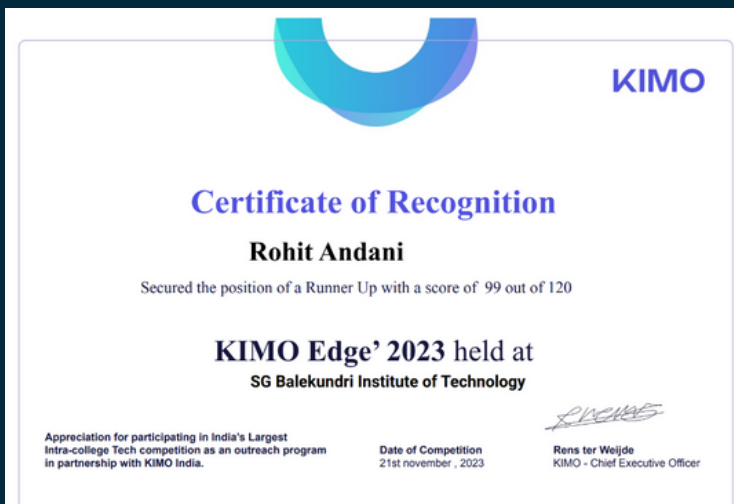 KIMO
Certificate of Recognition
Rohit Andani
Secured the position of a Runner Up with a score of 99 out of 120
KIMO Edge’ 2023 held at
SG Balekundri Institute of Technology
Appreciation for participating in India's Largest
Intra-college Tech competition as an outreach program
in partnership with KIMO India.
Date of Competition
21st november , 2023
Rens ter Weijde
KIMO - Chief Executive Officer